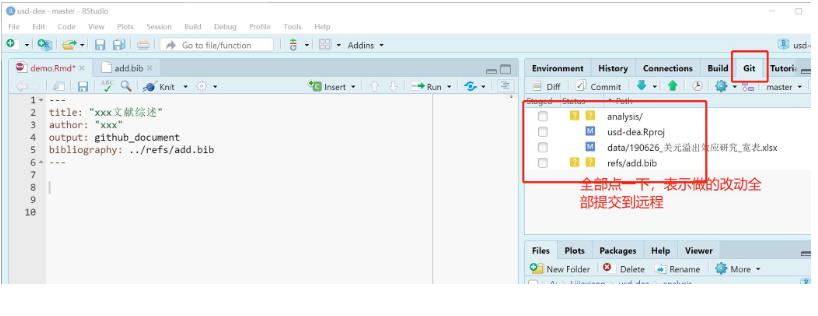 usd-dea - master - RStudio
File Edit Code View Plots Session Build Debug Profile Tools Help
Go to file/function
Addins
usd-
demo.Rmd*
add.bib
Knit
Insert
Run
1 ---
2 title: "xxx文献综述"
3 author: "xxx"
4 output: github_document
5 bibliography: ../refs/add.bib
6 ---
7
8
9
10
Environment History Connections Build Git Tutori
Diff Commit master
Staged Status Path
? ? analysis/
M usd-dea.Rproj
M data/190626_美元溢出效应研究_宽表.xlsx
? ? refs/add.bib
全部点一下，表示做的改动全
部提交到远程
Files Plots Packages Help Viewer
New Folder Delete Rename More
usd-dea analysis